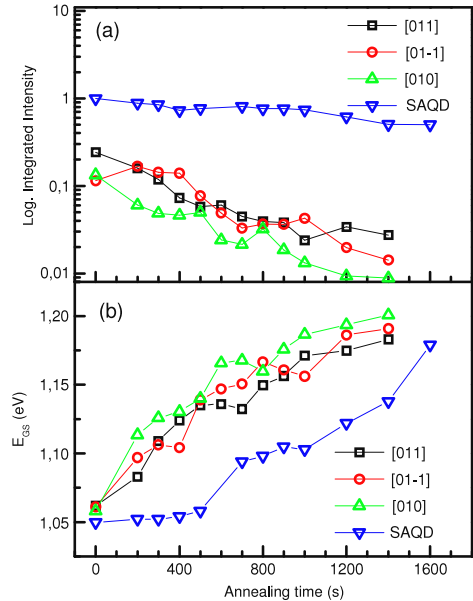 (a)
[011]
[01-1]
[010]
SAQD
Log. Integrated Intensity
10
1
0,1
0,01
(b)
E_GS (eV)
1,20
1,15
1,10
1,05
[011]
[01-1]
[010]
SAQD
0 400 800 1200 1600
Annealing time (s)